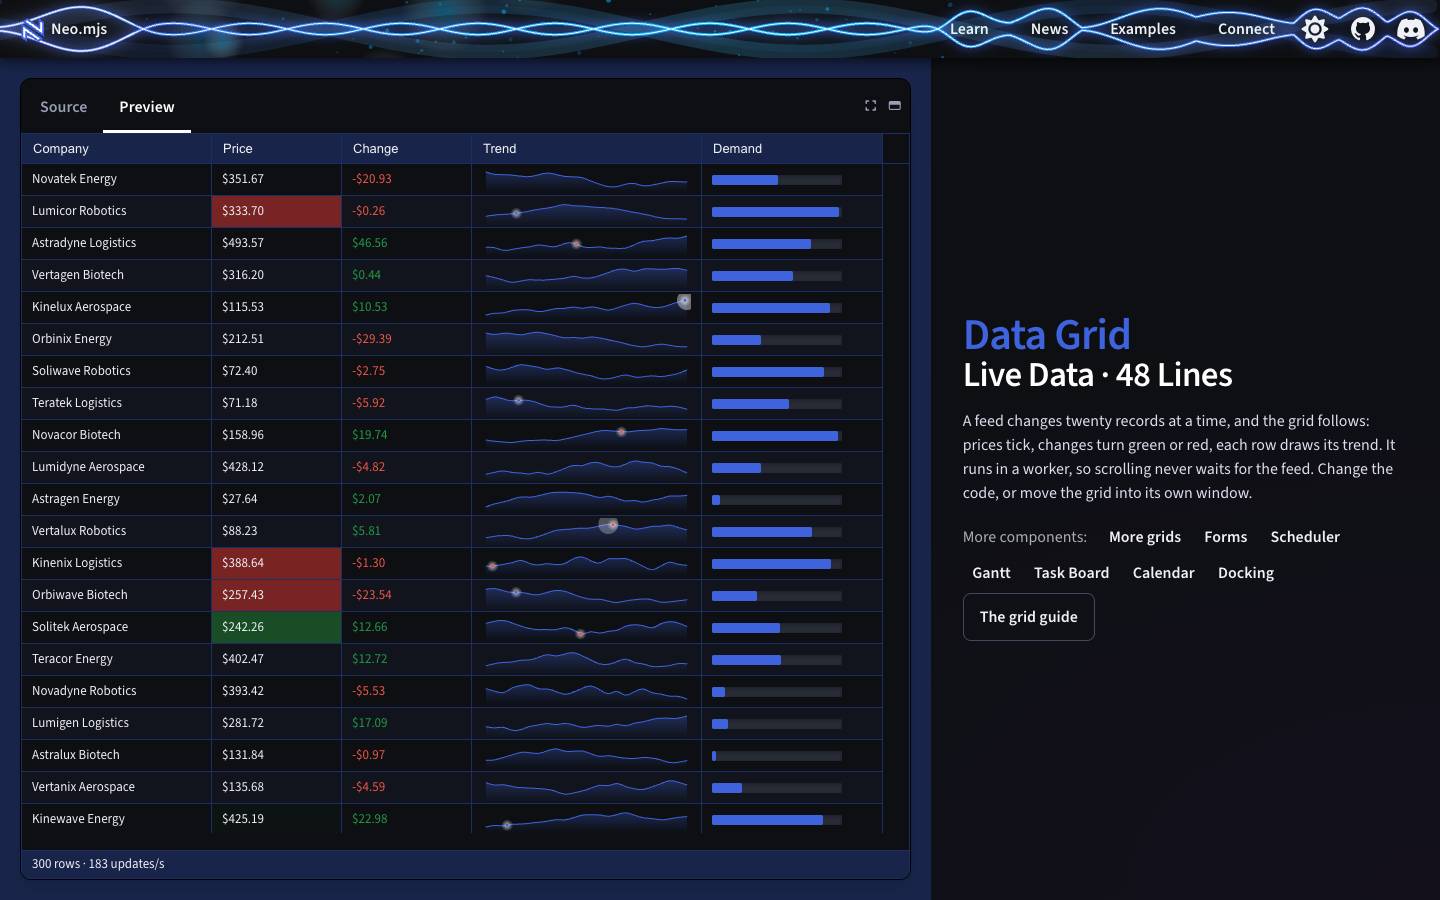 Neo.mjs
Learn News Examples Connect
Source Preview
Company Price Change Trend Demand
Novatek Energy $351.67 -$20.93
Lumicor Robotics $333.70 -$0.26
Astradyne Logistics $493.57 $46.56
Vertagen Biotech $316.20 $0.44
Kinelux Aerospace $115.53 $10.53
Orbinix Energy $212.51 -$29.39
Soliwave Robotics $72.40 -$2.75
Teratek Logistics $71.18 -$5.92
Novacor Biotech $158.96 $19.74
Lumidyne Aerospace $428.12 -$4.82
Astragen Energy $27.64 $2.07
Vertalux Robotics $88.23 $5.81
Kinenix Logistics $388.64 -$1.30
Orbiwave Biotech $257.43 -$23.54
Solitek Aerospace $242.26 $12.66
Teracor Energy $402.47 $12.72
Novadyne Robotics $393.42 -$5.53
Lumigen Logistics $281.72 $17.09
Astralux Biotech $131.84 -$0.97
Vertanix Aerospace $135.68 -$4.59
Kinewave Energy $425.19 $22.98
300 rows · 183 updates/s
Data Grid
Live Data · 48 Lines
A feed changes twenty records at a time, and the grid follows:
prices tick, changes turn green or red, each row draws its trend. It
runs in a worker, so scrolling never waits for the feed. Change the
code, or move the grid into its own window.
More components: More grids Forms Scheduler
Gantt Task Board Calendar Docking
The grid guide